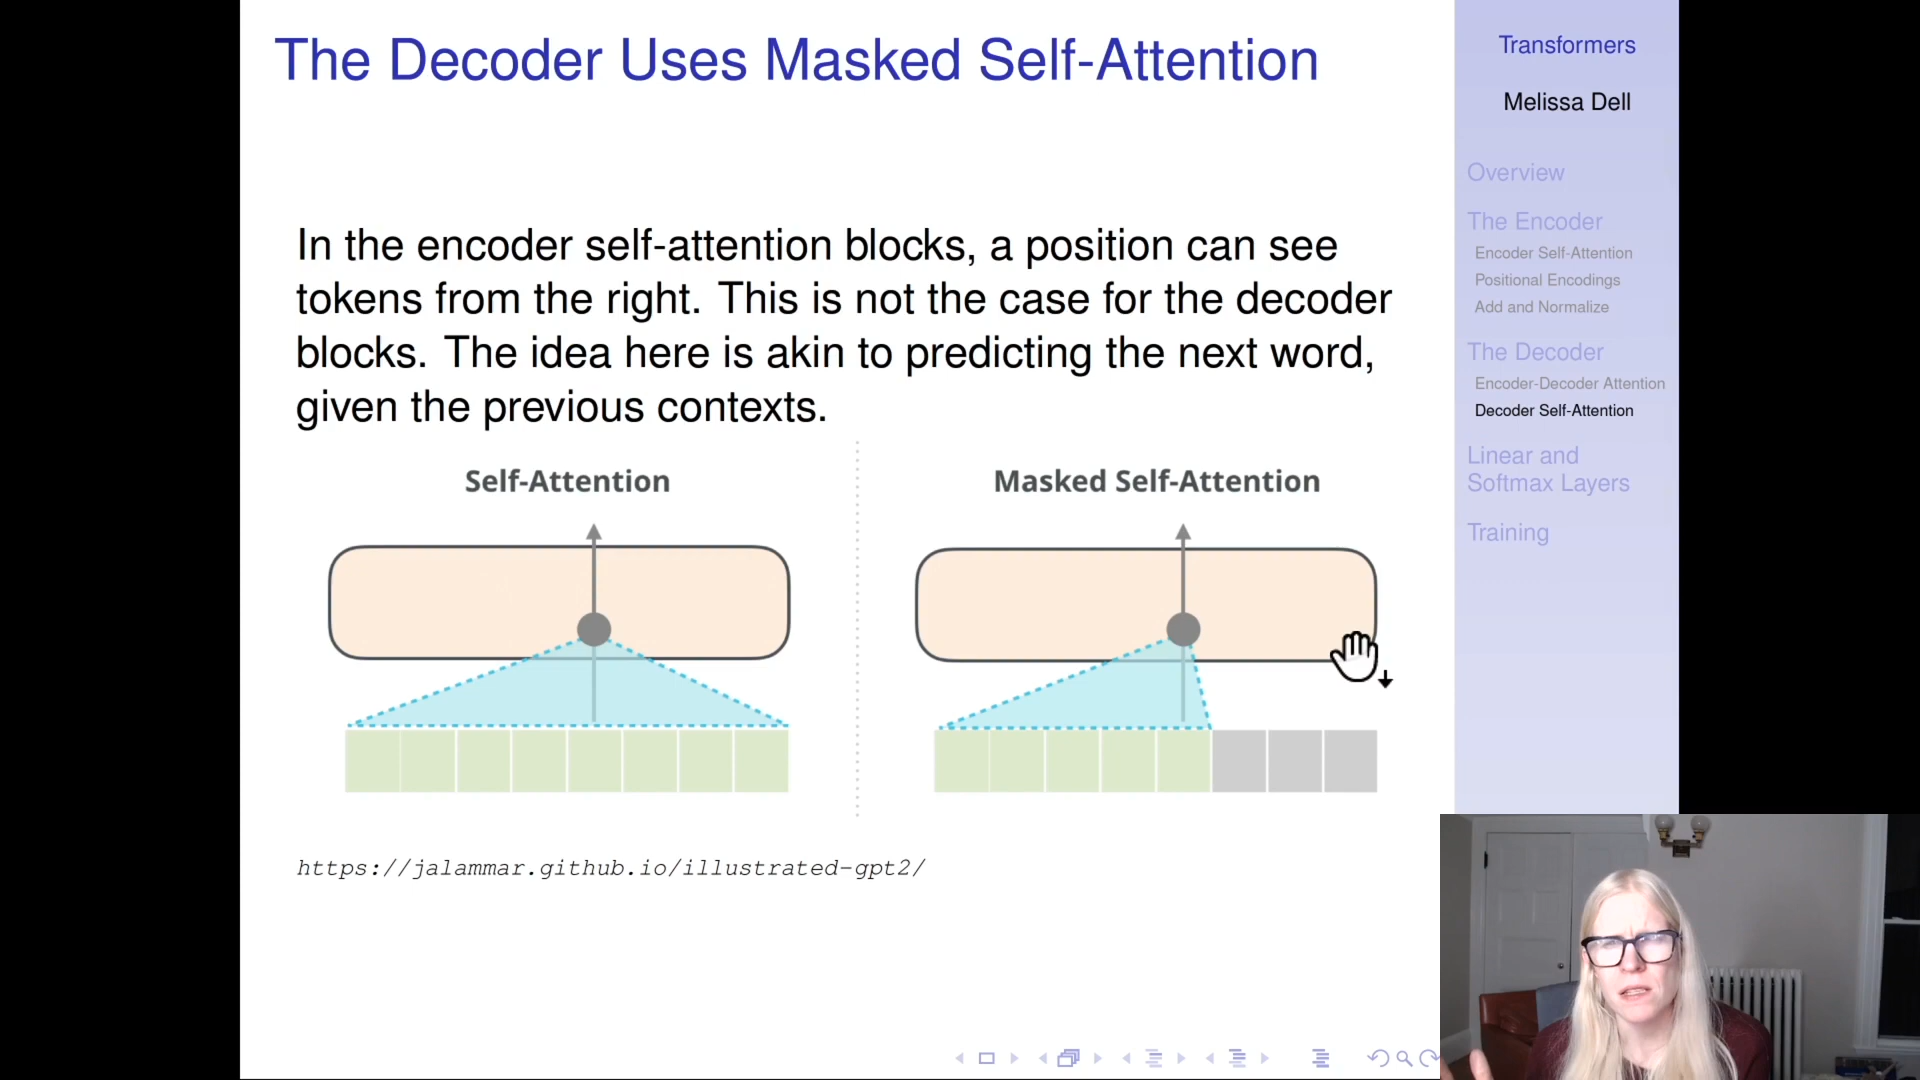 The Decoder Uses Masked Self-Attention
In the encoder self-attention blocks, a position can see
tokens from the right. This is not the case for the decoder
blocks. The idea here is akin to predicting the next word,
given the previous contexts.
Self-Attention
Masked Self-Attention
https://jalammar.github.io/illustrated-gpt2/
Transformers
Melissa Dell
Overview
The Encoder
Encoder Self-Attention
Positional Encodings
Add and Normalize
The Decoder
Encoder-Decoder Attention
Decoder Self-Attention
Linear and
Softmax Layers
Training